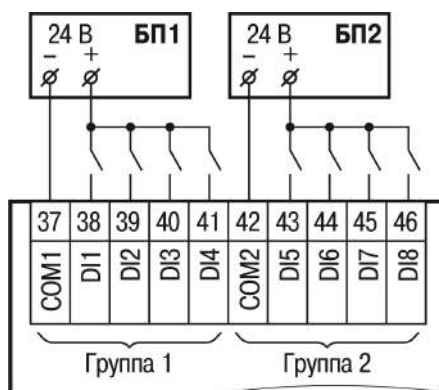 24 В БП1 24 В БП2
− + − +
37 38 39 40 41 42 43 44 45 46
COM1 DI1 DI2 DI3 DI4 COM2 DI5 DI6 DI7 DI8
Группа 1 Группа 2